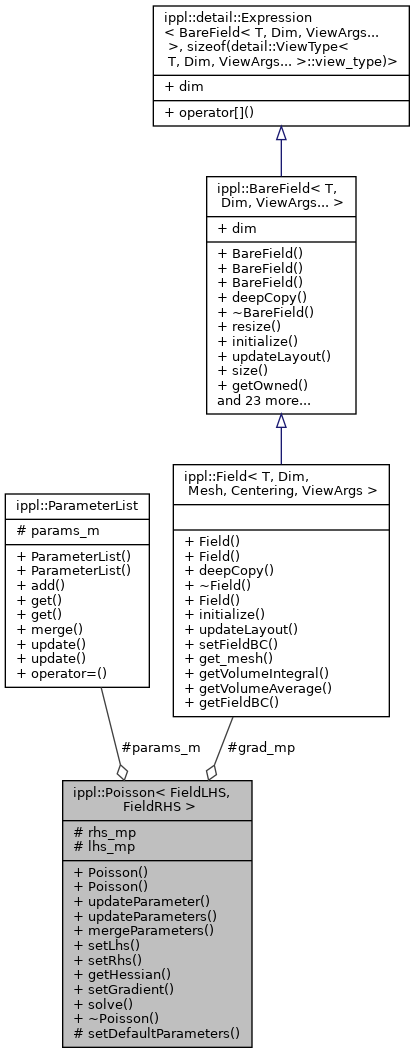 ippl::detail::Expression
< BareField< T, Dim, ViewArgs...
>, sizeof(detail::ViewType<
T, Dim, ViewArgs... >::view_type)>
+ dim
+ operator[]()
ippl::BareField< T,
Dim, ViewArgs... >
+ dim
+ BareField()
+ BareField()
+ BareField()
+ deepCopy()
+ ~BareField()
+ resize()
+ initialize()
+ updateLayout()
+ size()
+ getOwned()
and 23 more...
ippl::Field< T, Dim,
Mesh, Centering, ViewArgs >
+ Field()
+ Field()
+ deepCopy()
+ ~Field()
+ Field()
+ initialize()
+ updateLayout()
+ setFieldBC()
+ get_mesh()
+ getVolumeIntegral()
+ getVolumeAverage()
+ getFieldBC()
ippl::ParameterList
# params_m
+ ParameterList()
+ ParameterList()
+ add()
+ get()
+ get()
+ merge()
+ update()
+ update()
+ operator=()
#params_m
#grad_mp
ippl::Poisson< FieldLHS,
FieldRHS >
# rhs_mp
# lhs_mp
+ Poisson()
+ Poisson()
+ updateParameter()
+ updateParameters()
+ mergeParameters()
+ setLhs()
+ setRhs()
+ getHessian()
+ setGradient()
+ solve()
+ ~Poisson()
# setDefaultParameters()